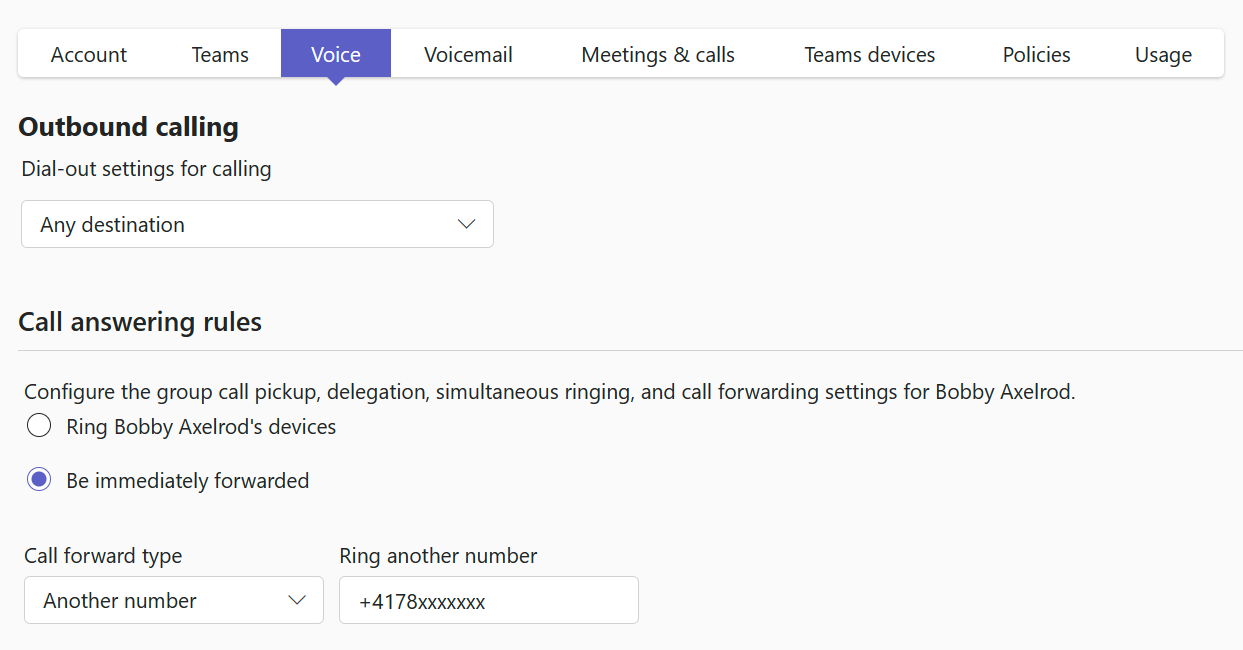 Account Teams Voice Voicemail Meetings & calls Teams devices Policies Usage
Outbound calling
Dial-out settings for calling
Any destination
Call answering rules
Configure the group call pickup, delegation, simultaneous ringing, and call forwarding settings for Bobby Axelrod.
Ring Bobby Axelrod's devices
Be immediately forwarded
Call forward type Ring another number
Another number +4178xxxxxxx